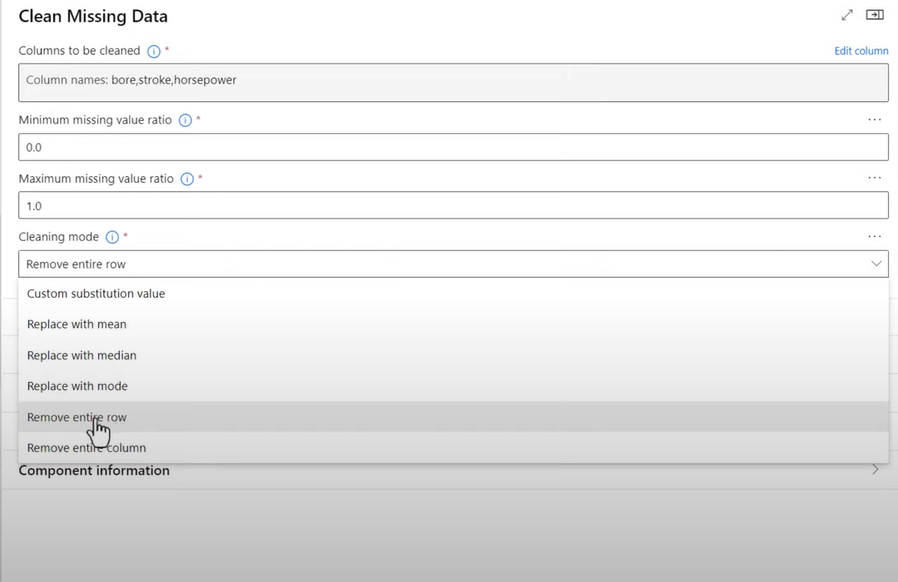 Clean Missing Data
Columns to be cleaned *
Edit column
Column names: bore,stroke,horsepower
Minimum missing value ratio *
0.0
Maximum missing value ratio *
1.0
Cleaning mode *
Remove entire row
Custom substitution value
Replace with mean
Replace with median
Replace with mode
Remove entire row
Remove entire column
Component information